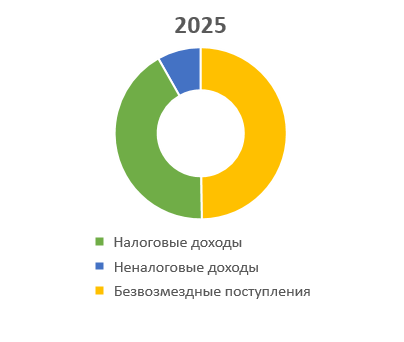 2025
Налоговые доходы
Неналоговые доходы
Безвозмездные поступления